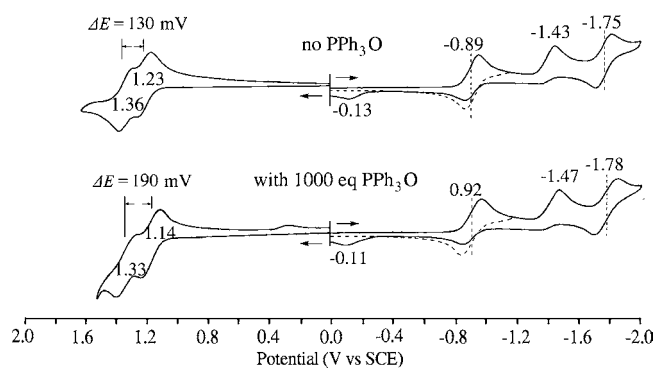 ΔE = 130 mV
no PPh3O
-0.89
-1.43
-1.75
1.23
1.36
-0.13
ΔE = 190 mV
with 1000 eq PPh3O
0.92
-1.47
-1.78
1.14
1.33
-0.11
2.0 1.6 1.2 0.8 0.4 0.0 -0.4 -0.8 -1.2 -1.6 -2.0
Potential (V vs SCE)